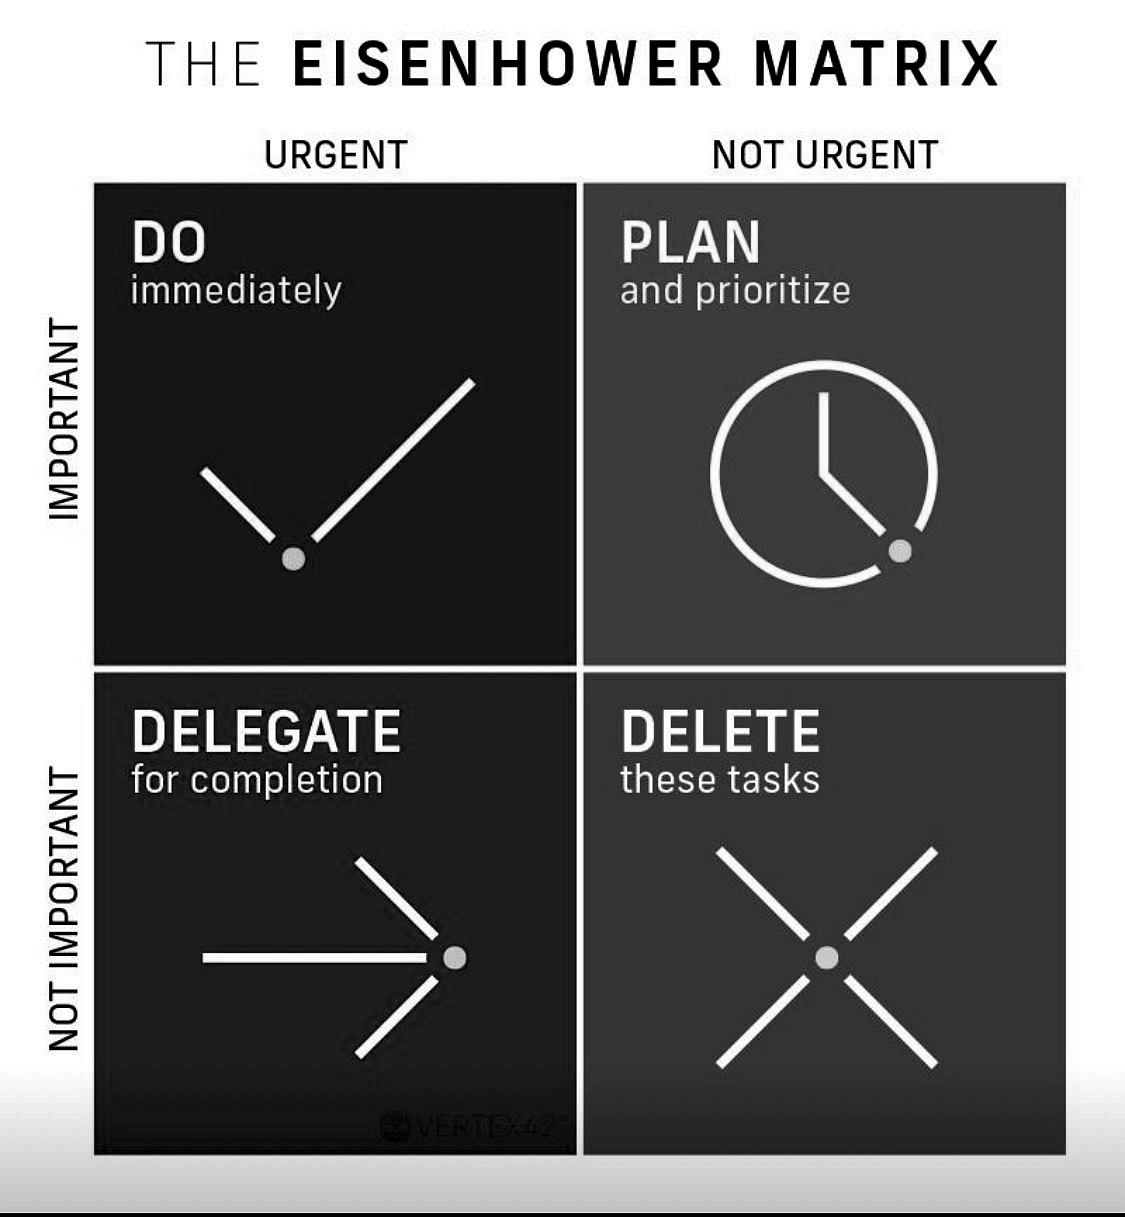 THE EISENHOWER MATRIX
URGENT
NOT URGENT
IMPORTANT
DO
immediately
PLAN
and prioritize
NOT IMPORTANT
DELEGATE
for completion
DELETE
these tasks
VERTEX42